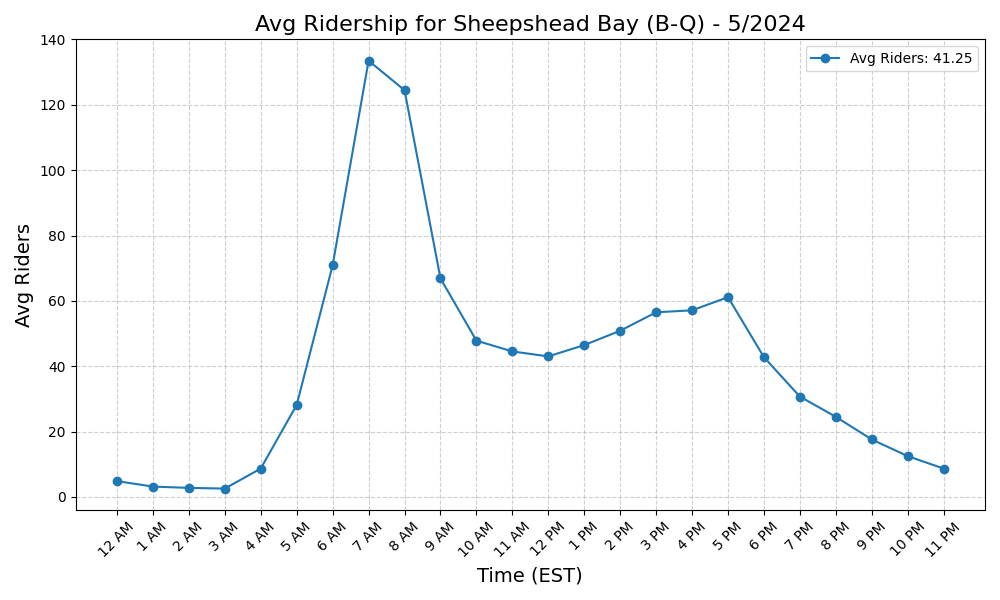 Avg Ridership for Sheepshead Bay (B-Q) - 5/2024
Avg Riders: 41.25
Avg Riders
140
120
100
80
60
40
20
0
12 AM
1 AM
2 AM
3 AM
4 AM
5 AM
6 AM
7 AM
8 AM
9 AM
10 AM
11 AM
12 PM
1 PM
2 PM
3 PM
4 PM
5 PM
6 PM
7 PM
8 PM
9 PM
10 PM
11 PM
Time (EST)